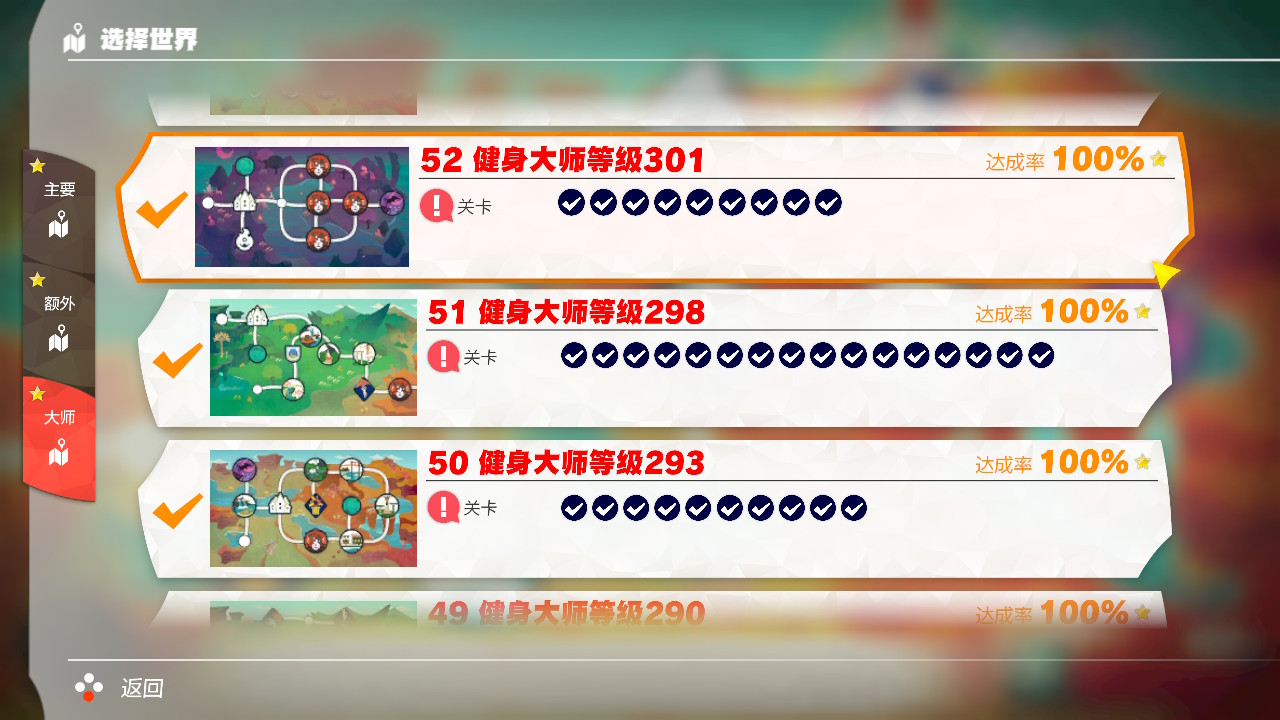 选择世界
主要
额外
大师
52 健身大师等级301
达成率 100%
关卡
51 健身大师等级298
达成率 100%
关卡
50 健身大师等级293
达成率 100%
关卡
49 健身大师等级290
达成率 100%
返回